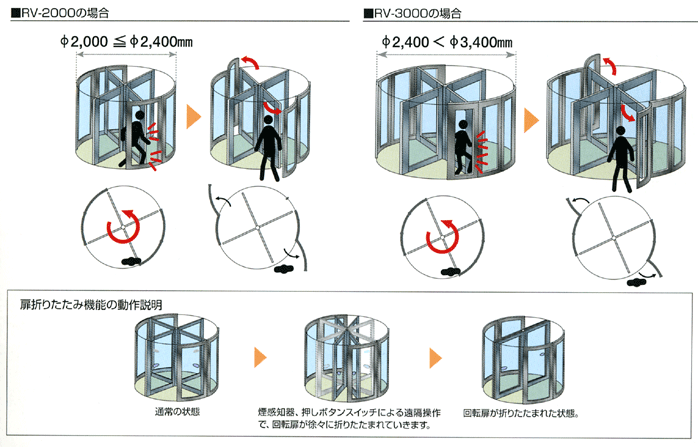 ■RV-2000の場合
φ2,000 ≦ φ2,400mm
■RV-3000の場合
φ2,400 < φ3,400mm
扉折りたたみ機能の動作説明
通常の状態
煙感知器、押しボタンスイッチによる遠隔操作
で、回転扉が徐々に折りたたまれていきます。
回転扉が折りたたまれた状態。